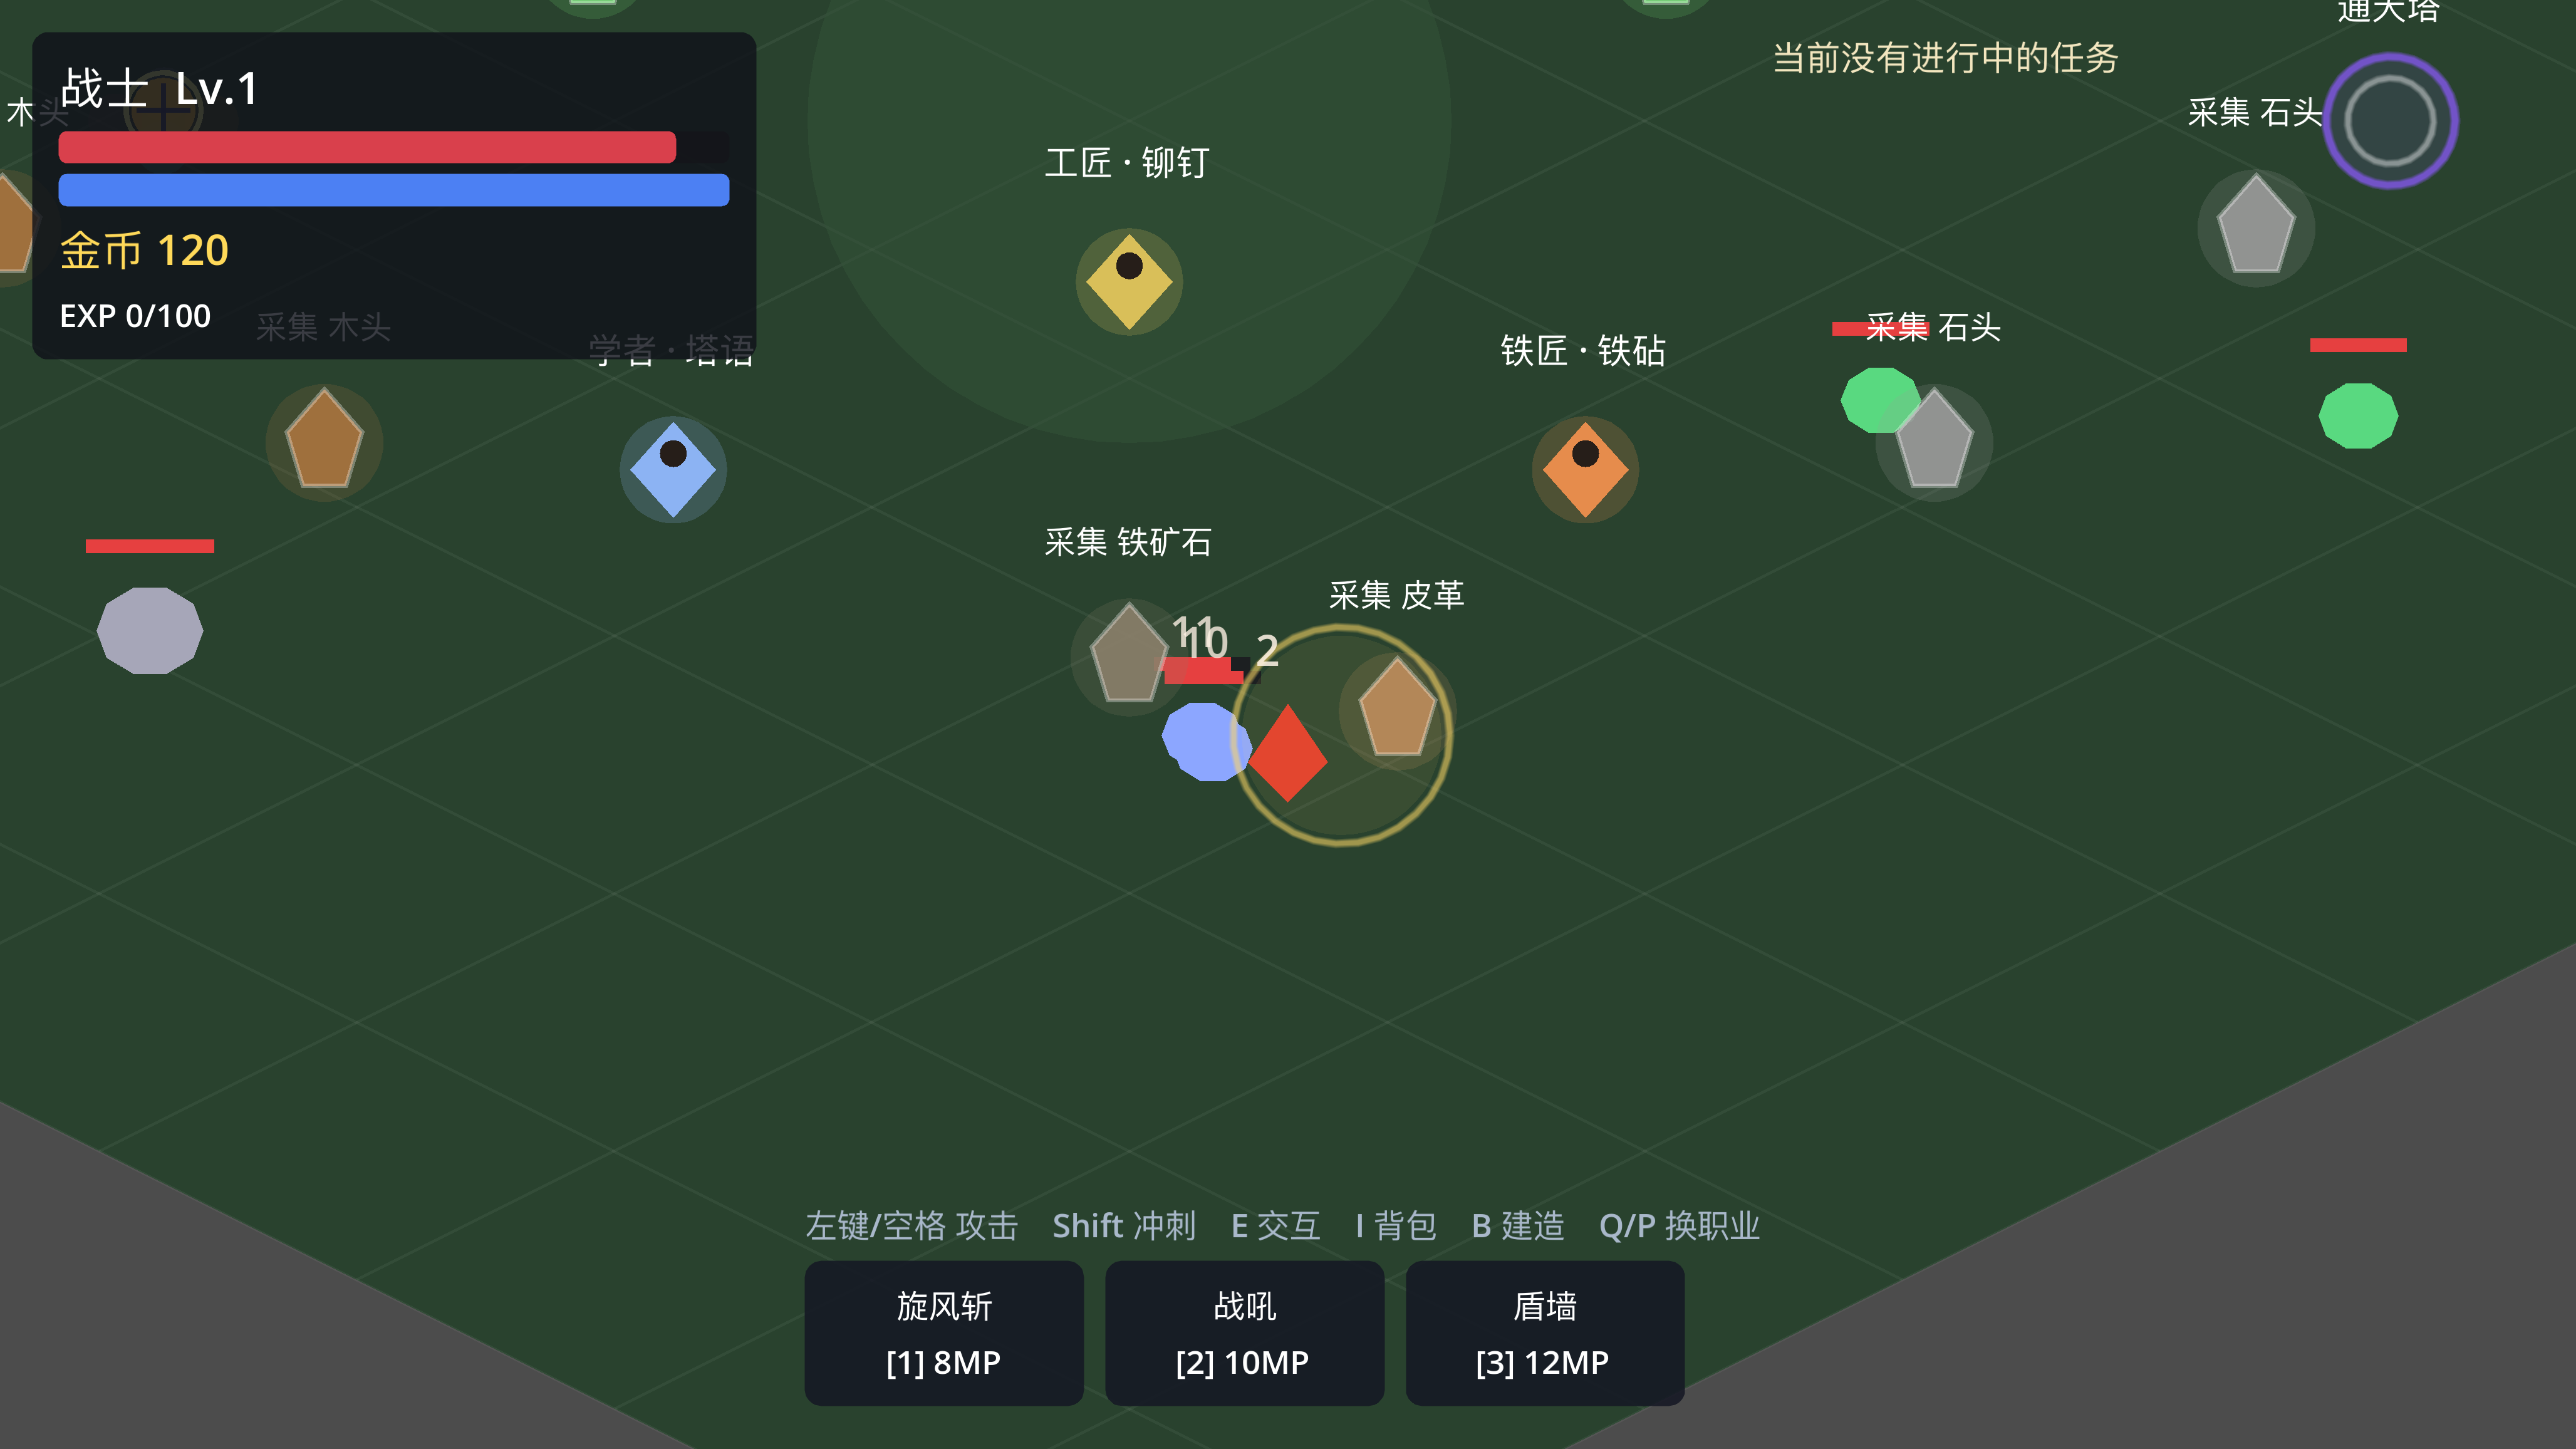 通天塔
当前没有进行中的任务
战士 Lv.1
木头
采集 石头
工匠 · 铆钉
金币 120
EXP 0/100
采集 木头
学者 · 塔语
铁匠 · 铁砧
采集 石头
采集 铁矿石
采集 皮革
11
10
2
左键/空格 攻击 Shift 冲刺 E 交互 I 背包 B 建造 Q/P 换职业
旋风斩
[1] 8MP
战吼
[2] 10MP
盾墙
[3] 12MP